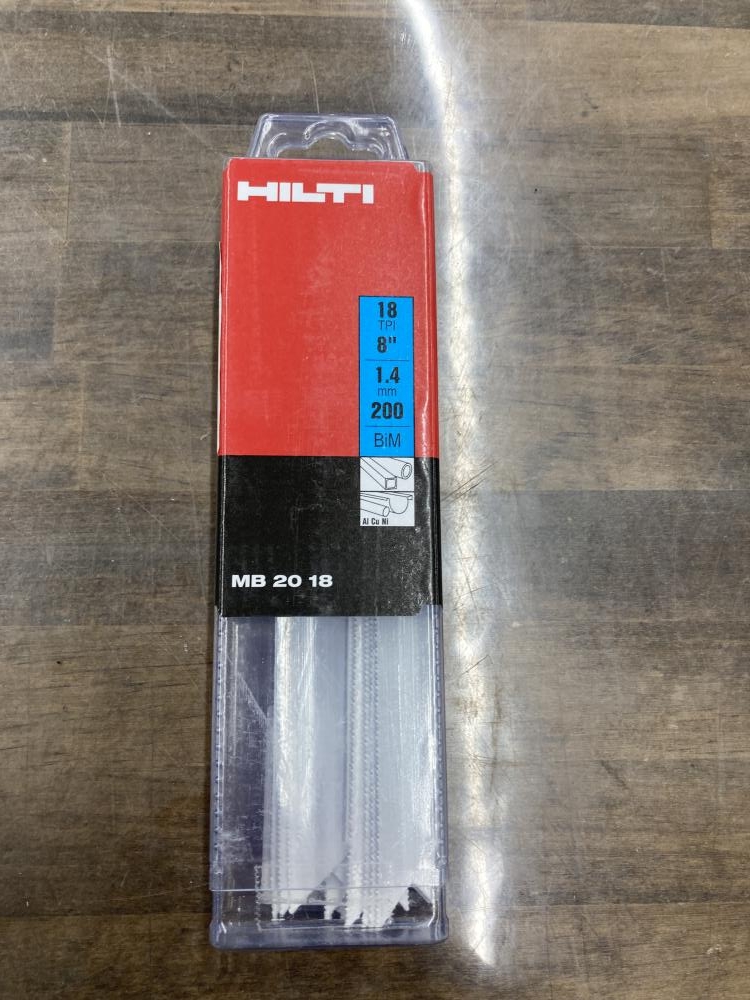 HILTI
18
TPI
8"
1.4
mm
200
BiM
Al Cu Ni
MB 20 18